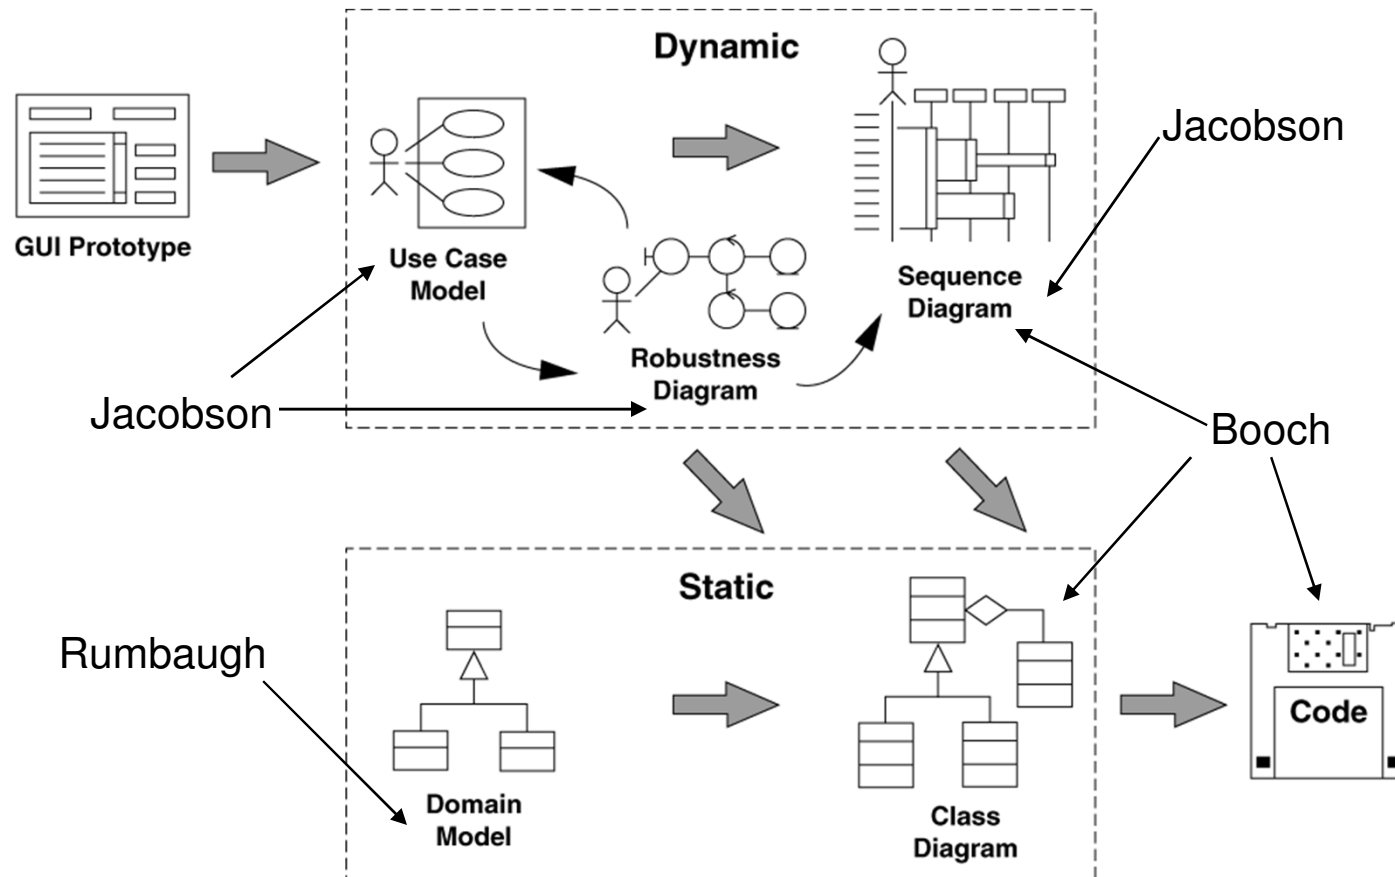 Dynamic
Jacobson
GUI Prototype
Use Case
Model
Sequence
Diagram
Robustness
Diagram
Jacobson
Booch
Static
Rumbaugh
Code
Domain
Model
Class
Diagram